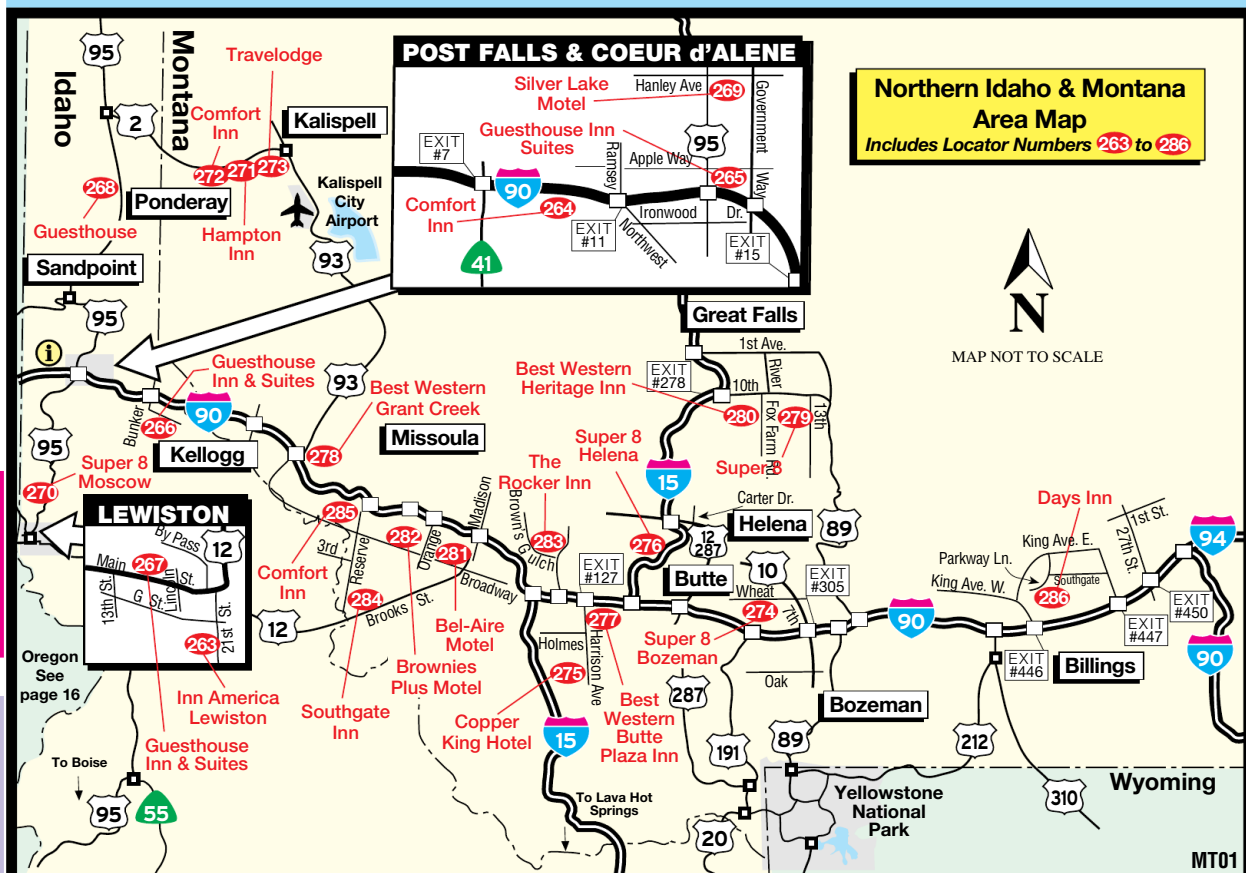 Northern Idaho & Montana
Area Map
Includes Locator Numbers 263 to 286
N
MAP NOT TO SCALE
Idaho
Montana
95
2
Travelodge
Comfort
Inn
272
271
273
Hampton
Inn
Kalispell
Kalispell
City
Airport
93
268
Guesthouse
Ponderay
Sandpoint
95
i
POST FALLS & COEUR d'ALENE
Silver Lake
Motel
Hanley Ave
269
Government
Way
Guesthouse Inn
Suites
95
EXIT
#7
Ramsey
Apple Way
265
90
Comfort
Inn
264
Ironwood
Dr.
EXIT
#11
Northwest
EXIT
#15
41
Great Falls
1st Ave.
EXIT
#278
10th
River
Fox Farm Rd.
13th
Best Western
Heritage Inn
280
279
Super 8
Guesthouse
Inn & Suites
Bunker
266
90
Kellogg
93
Best Western
Grant Creek
278
Missoula
95
Super 8
Moscow
270
LEWISTON
By Pass
12
Main
267
Lincoln
St.
13th/St.
G St.
21st St.
263
Inn America
Lewiston
Guesthouse
Inn & Suites
Oregon
See
page 16
To Boise
95
55
12
Comfort
Inn
285
3rd
Reserve
284
Southgate
Inn
282
Orange
281
Madison
Broadway
Brooks St.
Bel-Aire
Motel
Brownies
Plus Motel
The
Rocker Inn
Brown's Gulch
283
Super 8
Helena
276
15
Carter Dr.
Helena
12
287
EXIT
#127
Butte
277
Holmes
Harrison Ave
275
Copper
King Hotel
Best
Western
Butte
Plaza Inn
15
To Lava Hot
Springs
89
10
EXIT
#305
Wheat
274
7th
Super 8
Bozeman
Oak
Bozeman
287
191
89
20
Yellowstone
National
Park
90
Days Inn
King Ave. E.
Parkway Ln.
Southgate
King Ave. W.
286
27th St.
1st St.
94
EXIT
#450
EXIT
#447
EXIT
#446
Billings
90
212
310
Wyoming
MT01